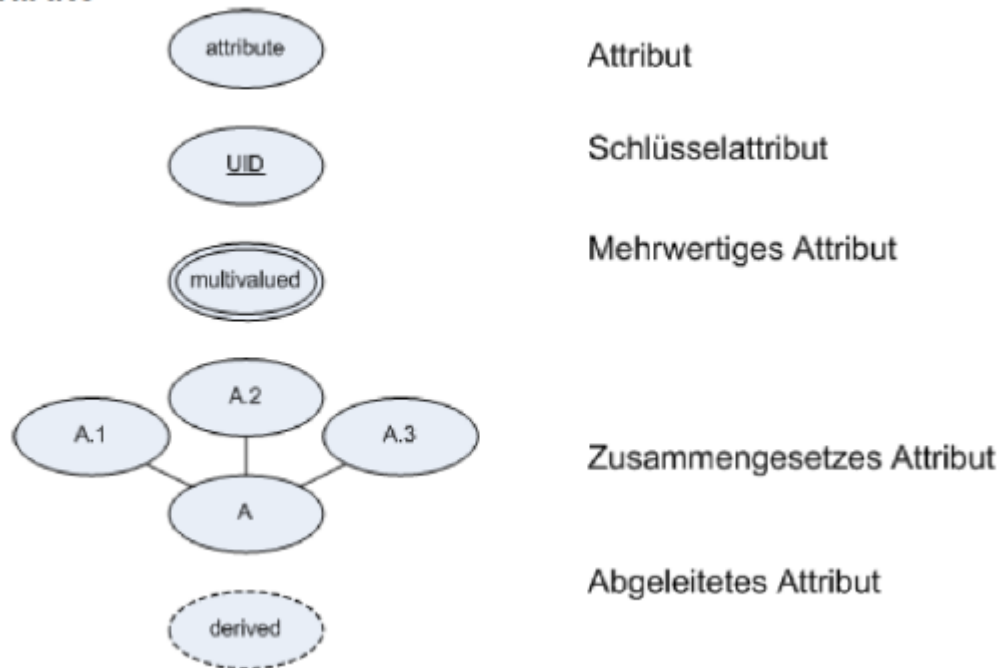 attribute
Attribut
UID
Schlüsselattribut
multivalued
Mehrwertiges Attribut
A.2
A.1
A.3
A
Zusammengesetzes Attribut
derived
Abgeleitetes Attribut